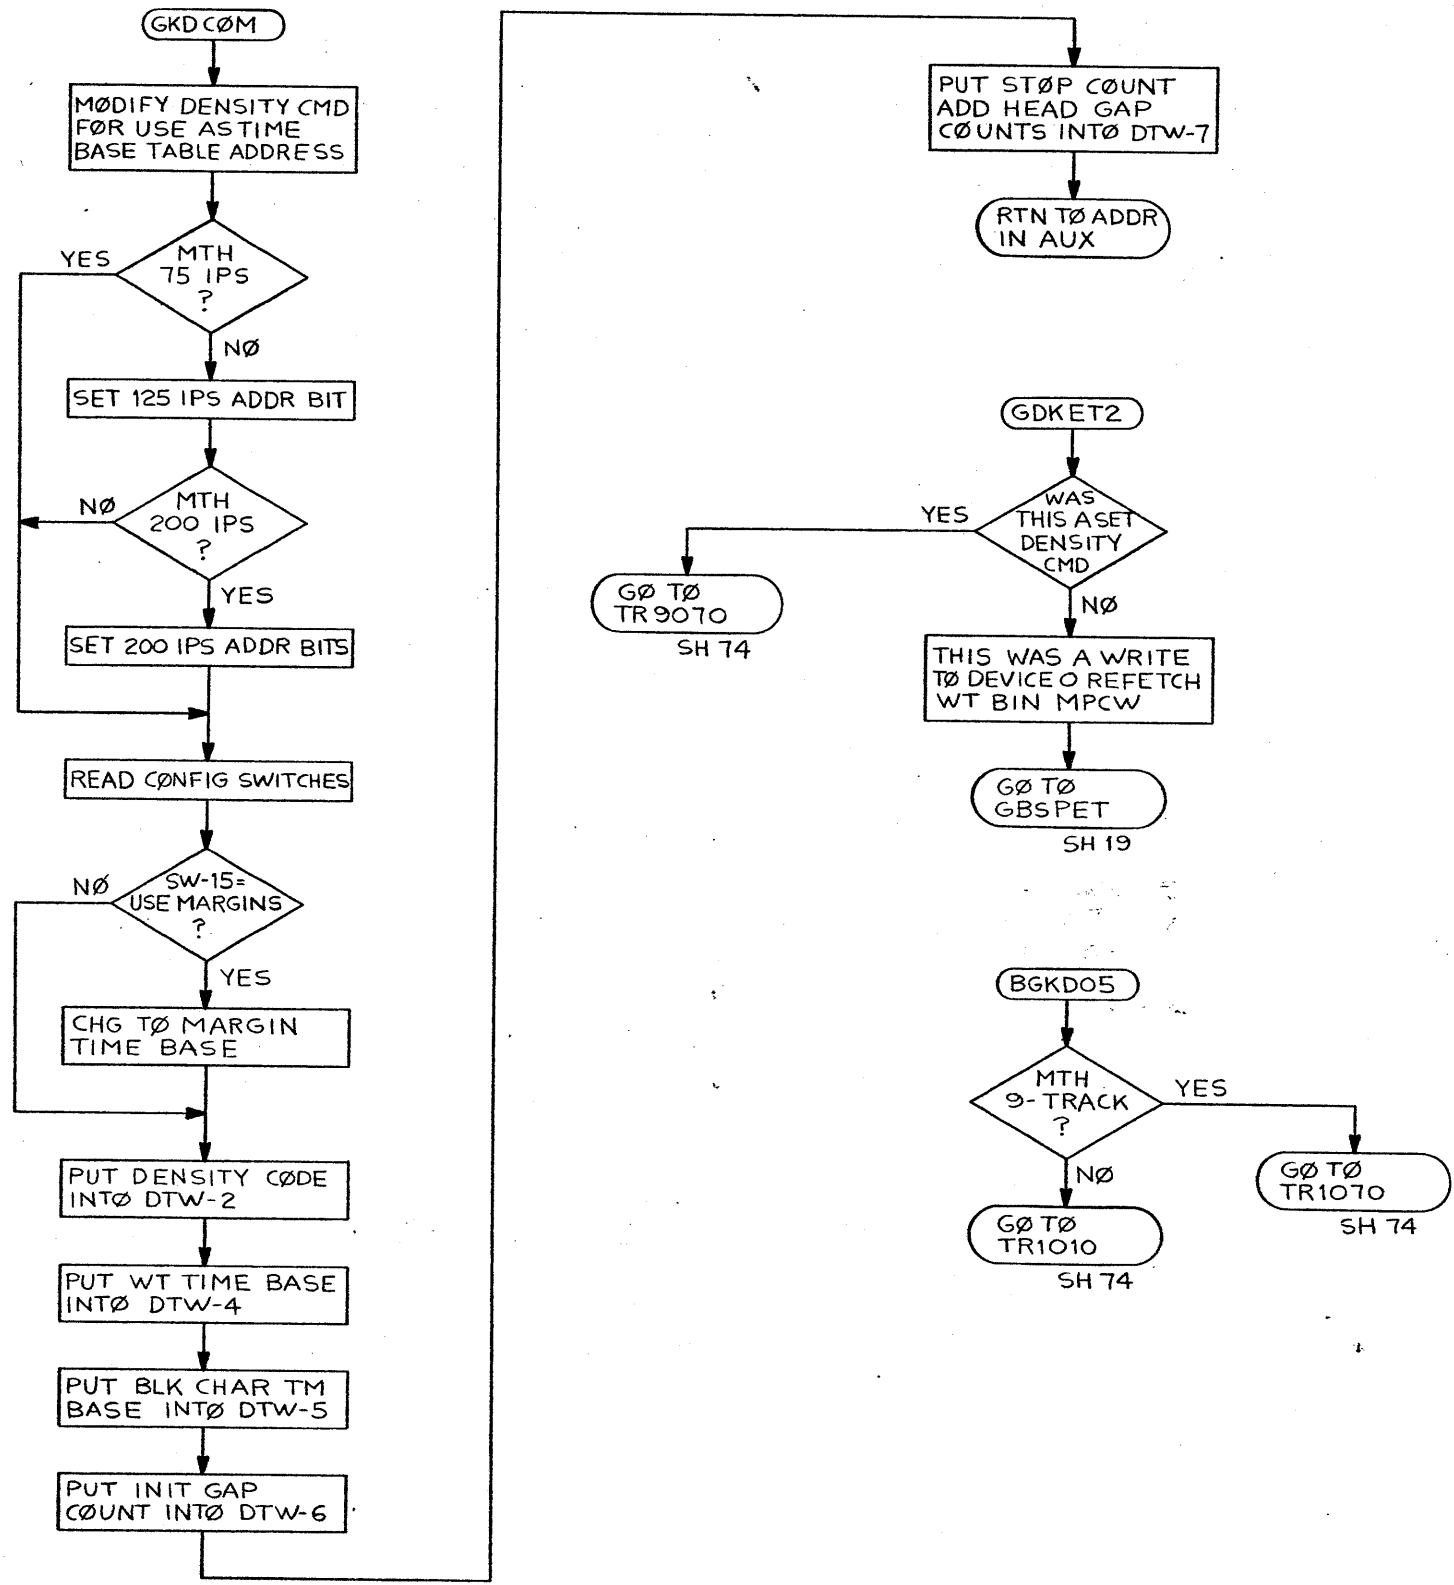 GKDCØM
MØDIFY DENSITY CMD
FØR USE AS TIME
BASE TABLE ADDRESS
YES
MTH
75 IPS
?
NØ
SET 125 IPS ADDR BIT
NØ
MTH
200 IPS
?
YES
SET 200 IPS ADDR BITS
READ CØNFIG SWITCHES
NØ
SW-15=
USE MARGINS
?
YES
CHG TØ MARGIN
TIME BASE
PUT DENSITY CØDE
INTØ DTW-2
PUT WT TIME BASE
INTØ DTW-4
PUT BLK CHAR TM
BASE INTØ DTW-5
PUT INIT GAP
CØUNT INTØ DTW-6
PUT STØP CØUNT
ADD HEAD GAP
CØUNTS INTØ DTW-7
RTN TØ ADDR
IN AUX
GDKET2
YES
WAS
THIS A SET
DENSITY
CMD
GØ TØ
TR9070
SH 74
NØ
THIS WAS A WRITE
TØ DEVICE O REFETCH
WT BIN MPCW
GØ TØ
GBSPET
SH 19
BGKDO5
MTH
9-TRACK
?
YES
GØ TØ
TR1070
SH 74
NØ
GØ TØ
TR1010
SH 74